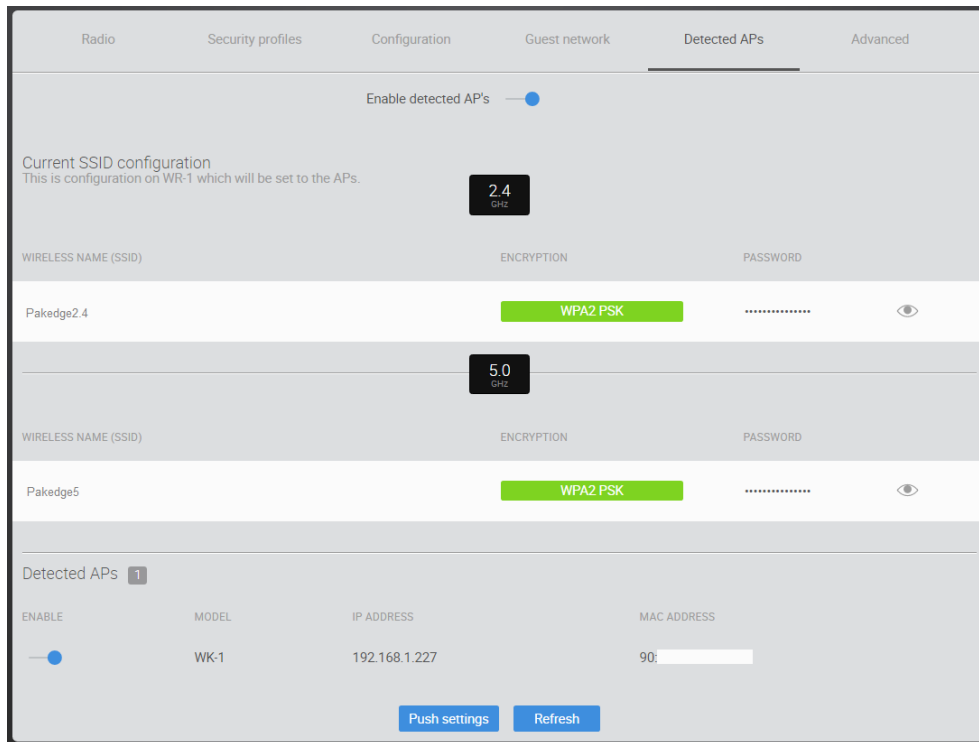 Radio Security profiles Configuration Guest network Detected APs Advanced
Enable detected AP's
Current SSID configuration
This is configuration on WR-1 which will be set to the APs.
2.4
GHz
WIRELESS NAME (SSID) ENCRYPTION PASSWORD
Pakedge2.4 WPA2 PSK •••••••••••••••
5.0
GHz
WIRELESS NAME (SSID) ENCRYPTION PASSWORD
Pakedge5 WPA2 PSK •••••••••••••••
Detected APs 1
ENABLE MODEL IP ADDRESS MAC ADDRESS
WK-1 192.168.1.227 90:
Push settings Refresh